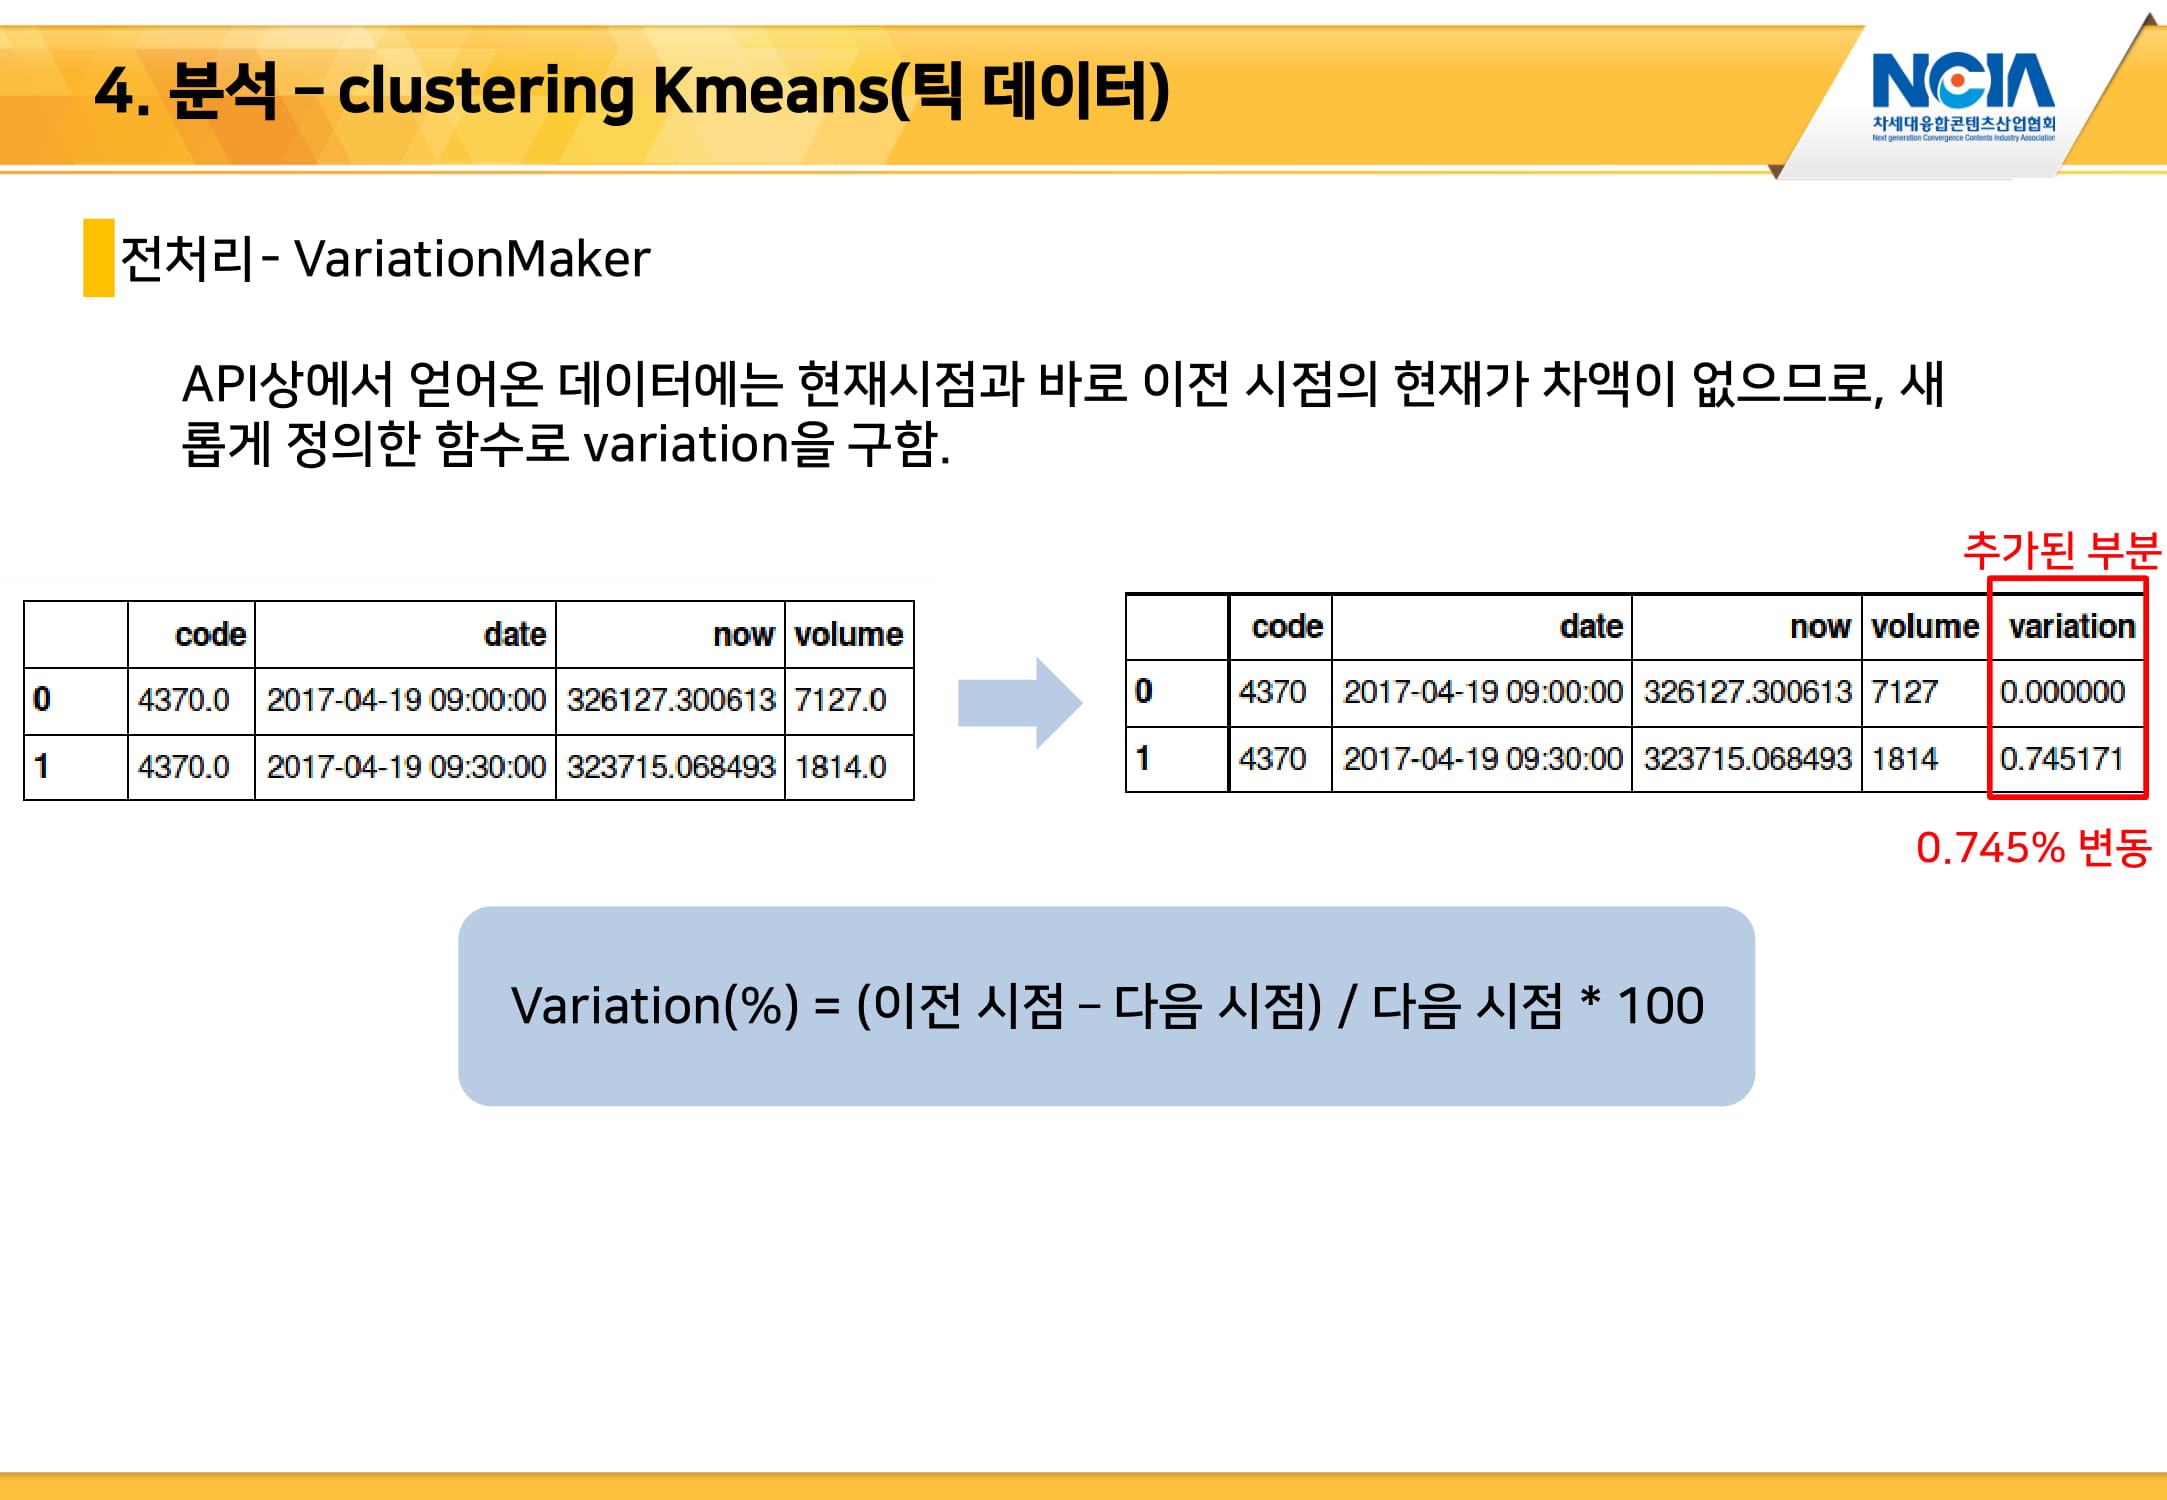 4. 분석 – clustering Kmeans(틱 데이터)
NCIA
차세대융합콘텐츠산업협회
Next generation Convergence Contents Industry Association
전처리- VariationMaker
API상에서 얻어온 데이터에는 현재시점과 바로 이전 시점의 현재가 차액이 없으므로, 새
롭게 정의한 함수로 variation을 구함.
추가된 부분
code date now volume
0 4370.0 2017-04-19 09:00:00 326127.300613 7127.0
1 4370.0 2017-04-19 09:30:00 323715.068493 1814.0
code date now volume variation
0 4370 2017-04-19 09:00:00 326127.300613 7127 0.000000
1 4370 2017-04-19 09:30:00 323715.068493 1814 0.745171
0.745% 변동
Variation(%) = (이전 시점 – 다음 시점) / 다음 시점 * 100